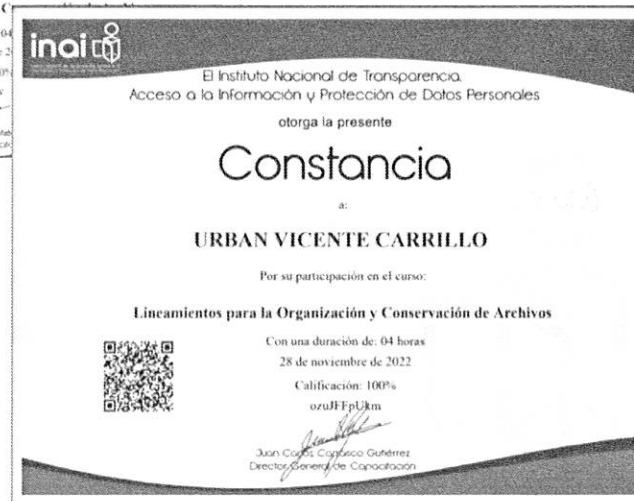 inai
El Instituto Nacional de Transparencia,
Acceso a la Información y Protección de Datos Personales
otorga la presente
Constancia
a:
URBAN VICENTE CARRILLO
Por su participación en el curso:
Lineamientos para la Organización y Conservación de Archivos
Con una duración de: 04 horas
28 de noviembre de 2022
Calificación: 100%
ozuJFFpUkm
Juan Carlos Carrasco Gutiérrez
Director General de Capacitación